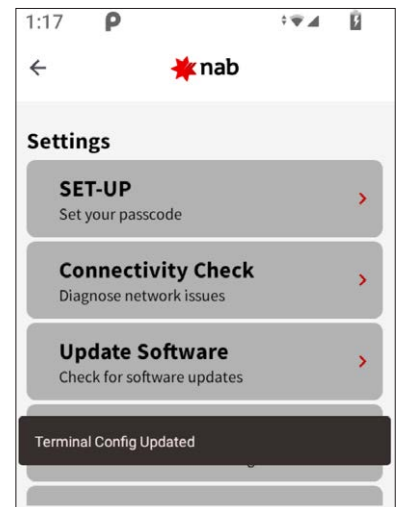 1:17
nab
Settings
SET-UP
Set your passcode
Connectivity Check
Diagnose network issues
Update Software
Check for software updates
Terminal Config Updated